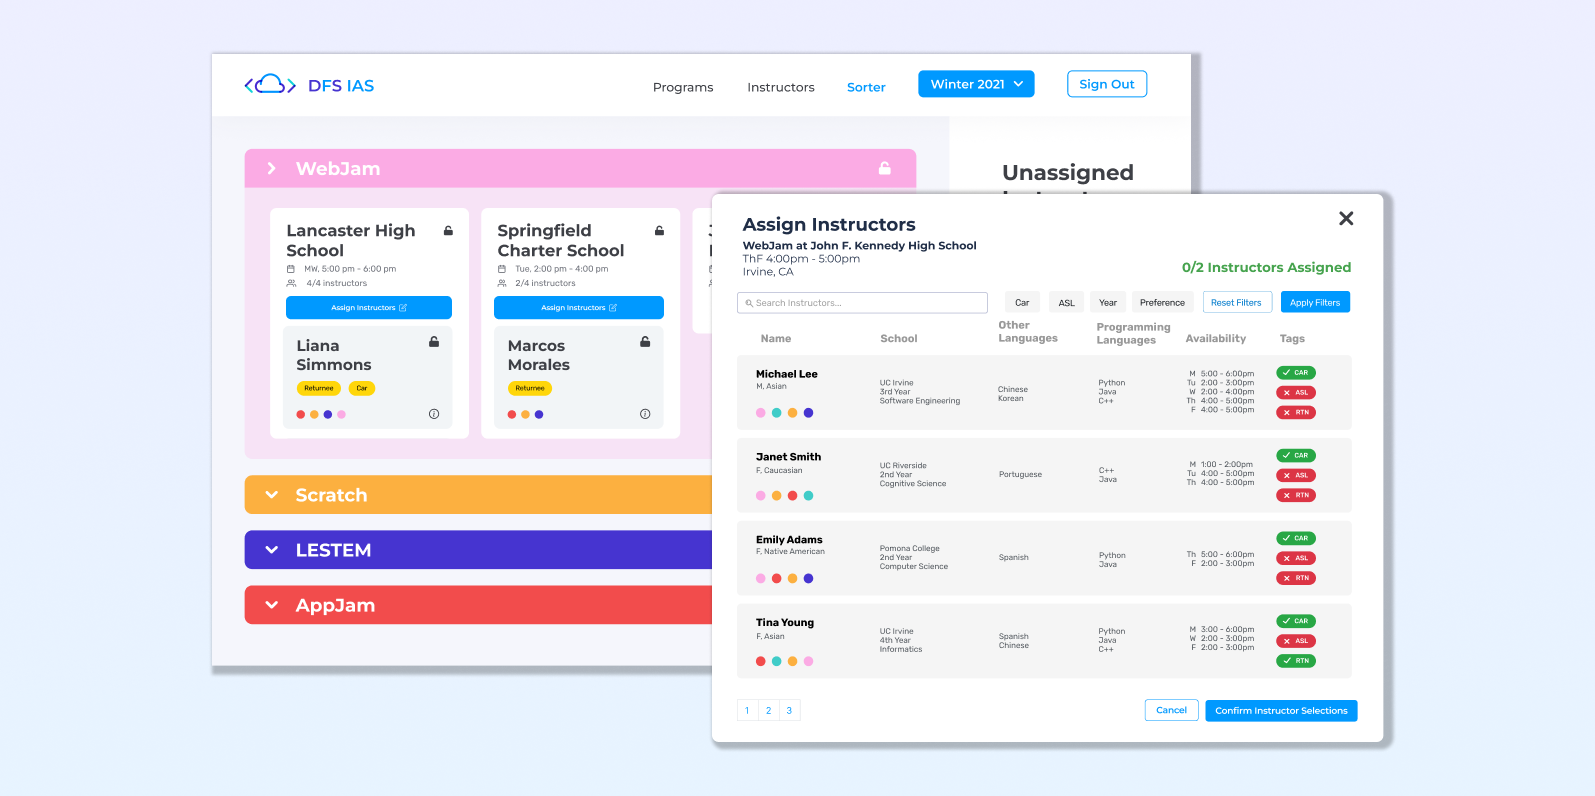 DFS IAS
Programs
Instructors
Sorter
Winter 2021
Sign Out
WebJam
Lancaster High
School
MW, 5:00 pm - 6:00 pm
4/4 instructors
Assign Instructors
Liana
Simmons
Returnee
Car
Springfield
Charter School
Tue, 2:00 pm - 4:00 pm
2/4 instructors
Assign Instructors
Marcos
Morales
Returnee
Scratch
LESTEM
AppJam
Unassigned
Assign Instructors
WebJam at John F. Kennedy High School
ThF 4:00pm - 5:00pm
Irvine, CA
0/2 Instructors Assigned
Search Instructors...
Car
ASL
Year
Preference
Reset Filters
Apply Filters
Name
School
Other
Languages
Programming
Languages
Availability
Tags
Michael Lee
M, Asian
UC Irvine
3rd Year
Software Engineering
Chinese
Korean
Python
Java
C++
M 5:00 - 6:00pm
Tu 2:00 - 3:00pm
W 2:00 - 4:00pm
Th 4:00 - 5:00pm
F 4:00 - 5:00pm
CAR
ASL
RTN
Janet Smith
F, Caucasian
UC Riverside
2nd Year
Cognitive Science
Portuguese
C++
Java
M 1:00 - 2:00pm
Tu 4:00 - 5:00pm
Th 4:00 - 5:00pm
CAR
ASL
RTN
Emily Adams
F, Native American
Pomona College
2nd Year
Computer Science
Spanish
Python
Java
Th 5:00 - 6:00pm
F 2:00 - 3:00pm
CAR
ASL
RTN
Tina Young
F, Asian
UC Irvine
4th Year
Informatics
Spanish
Chinese
Python
Java
C++
M 3:00 - 6:00pm
W 2:00 - 3:00pm
F 2:00 - 3:00pm
CAR
ASL
RTN
1
2
3
Cancel
Confirm Instructor Selections